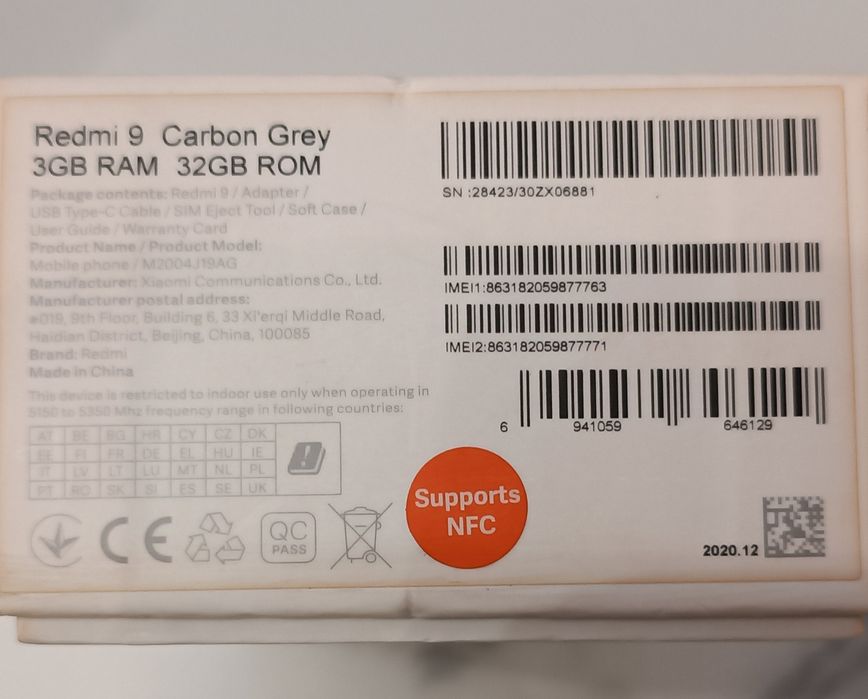 Redmi 9 Carbon Grey
3GB RAM 32GB ROM
Package contents: Redmi 9 / Adapter /
USB Type-C Cable / SIM Eject Tool / Soft Case /
User Guide / Warranty Card
Product Name / Product Model:
Mobile phone / M2004J19AG
Manufacturer: Xiaomi Communications Co., Ltd.
Manufacturer postal address:
#019, 9th Floor, Building 6, 33 Xi'erqi Middle Road,
Haidian District, Beijing, China, 100085
Brand: Redmi
Made in China
This device is restricted to indoor use only when operating in
5150 to 5350 Mhz frequency range in following countries:
AT BE BG HR CY CZ DK
EE FI FR DE EL HU IE
IT LV LT LU MT NL PL
PT RO SK SI ES SE UK
CE
QC
PASS
SN :28423/30ZX06881
IMEI1:863182059877763
IMEI2:863182059877771
6 941059 646129
Supports
NFC
2020.12